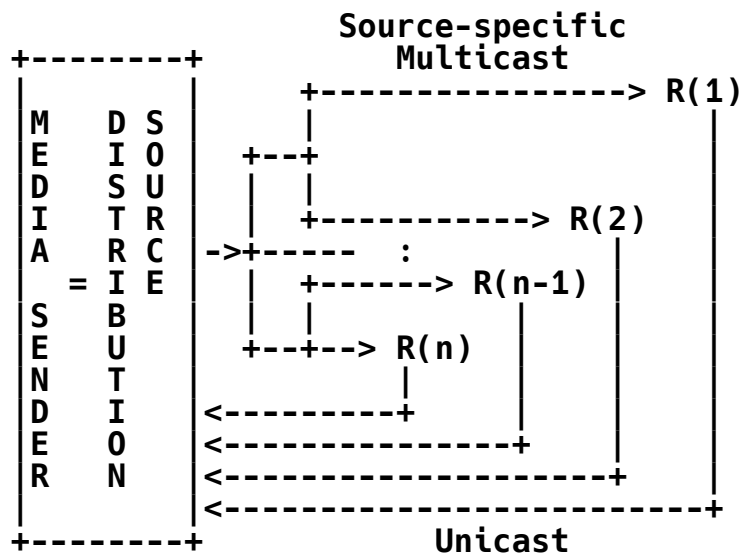 Source-specific
+--------+ Multicast
| | +----------------> R(1)
|M D S | | |
|E I O | +--+ |
|D S U | | | |
|I T R | | +-----------> R(2) |
|A R C |->+----- : | |
| = I E | | +------> R(n-1) | |
|S B | | | | | |
|E U | +--+--> R(n) | | |
|N T | | | | |
|D I |<---------+ | | |
|E O |<---------------+ | |
|R N |<--------------------+ |
| |<-------------------------+
+--------+ Unicast